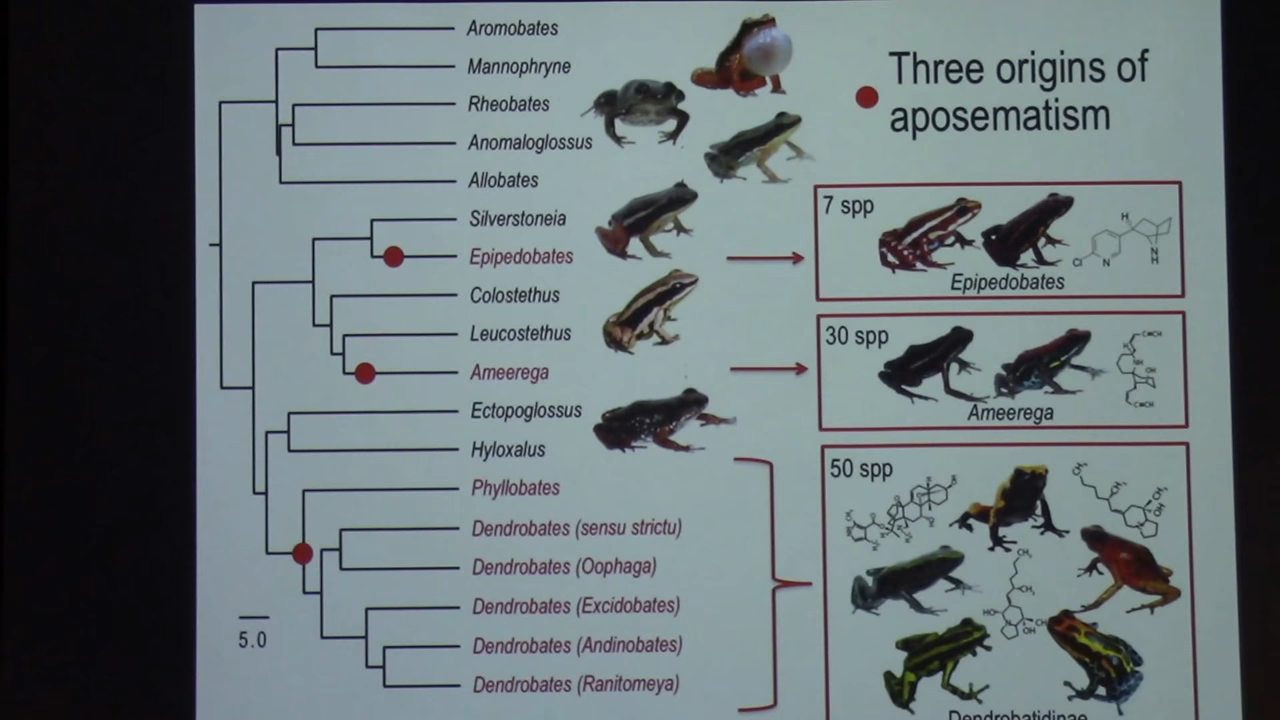 Aromobates
Mannophryne
Rheobates
Anomaloglossus
Allobates
Silverstoneia
Epipedobates
Colostethus
Leucostethus
Ameerega
Ectopoglossus
Hyloxalus
Phyllobates
Dendrobates (sensu strictu)
Dendrobates (Oophaga)
Dendrobates (Excidobates)
Dendrobates (Andinobates)
Dendrobates (Ranitomeya)
5.0
Three origins of
aposematism
7 spp
H
Cl
N
N
H
Epipedobates
30 spp
Ameerega
50 spp
Dendrobatidinae